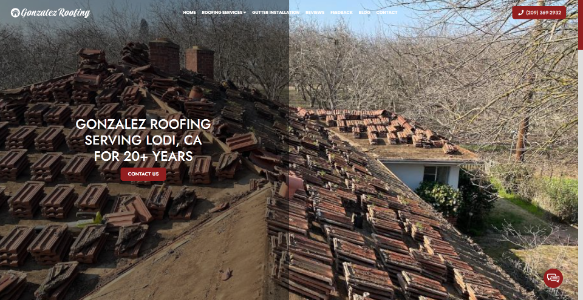 Gonzalez Roofing
HOME ROOFING SERVICES GUTTER INSTALLATION REVIEWS FINANCING BLOG CONTACT
(209) 369-2932
GONZALEZ ROOFING
SERVING LODI, CA
FOR 20+ YEARS
CONTACT US